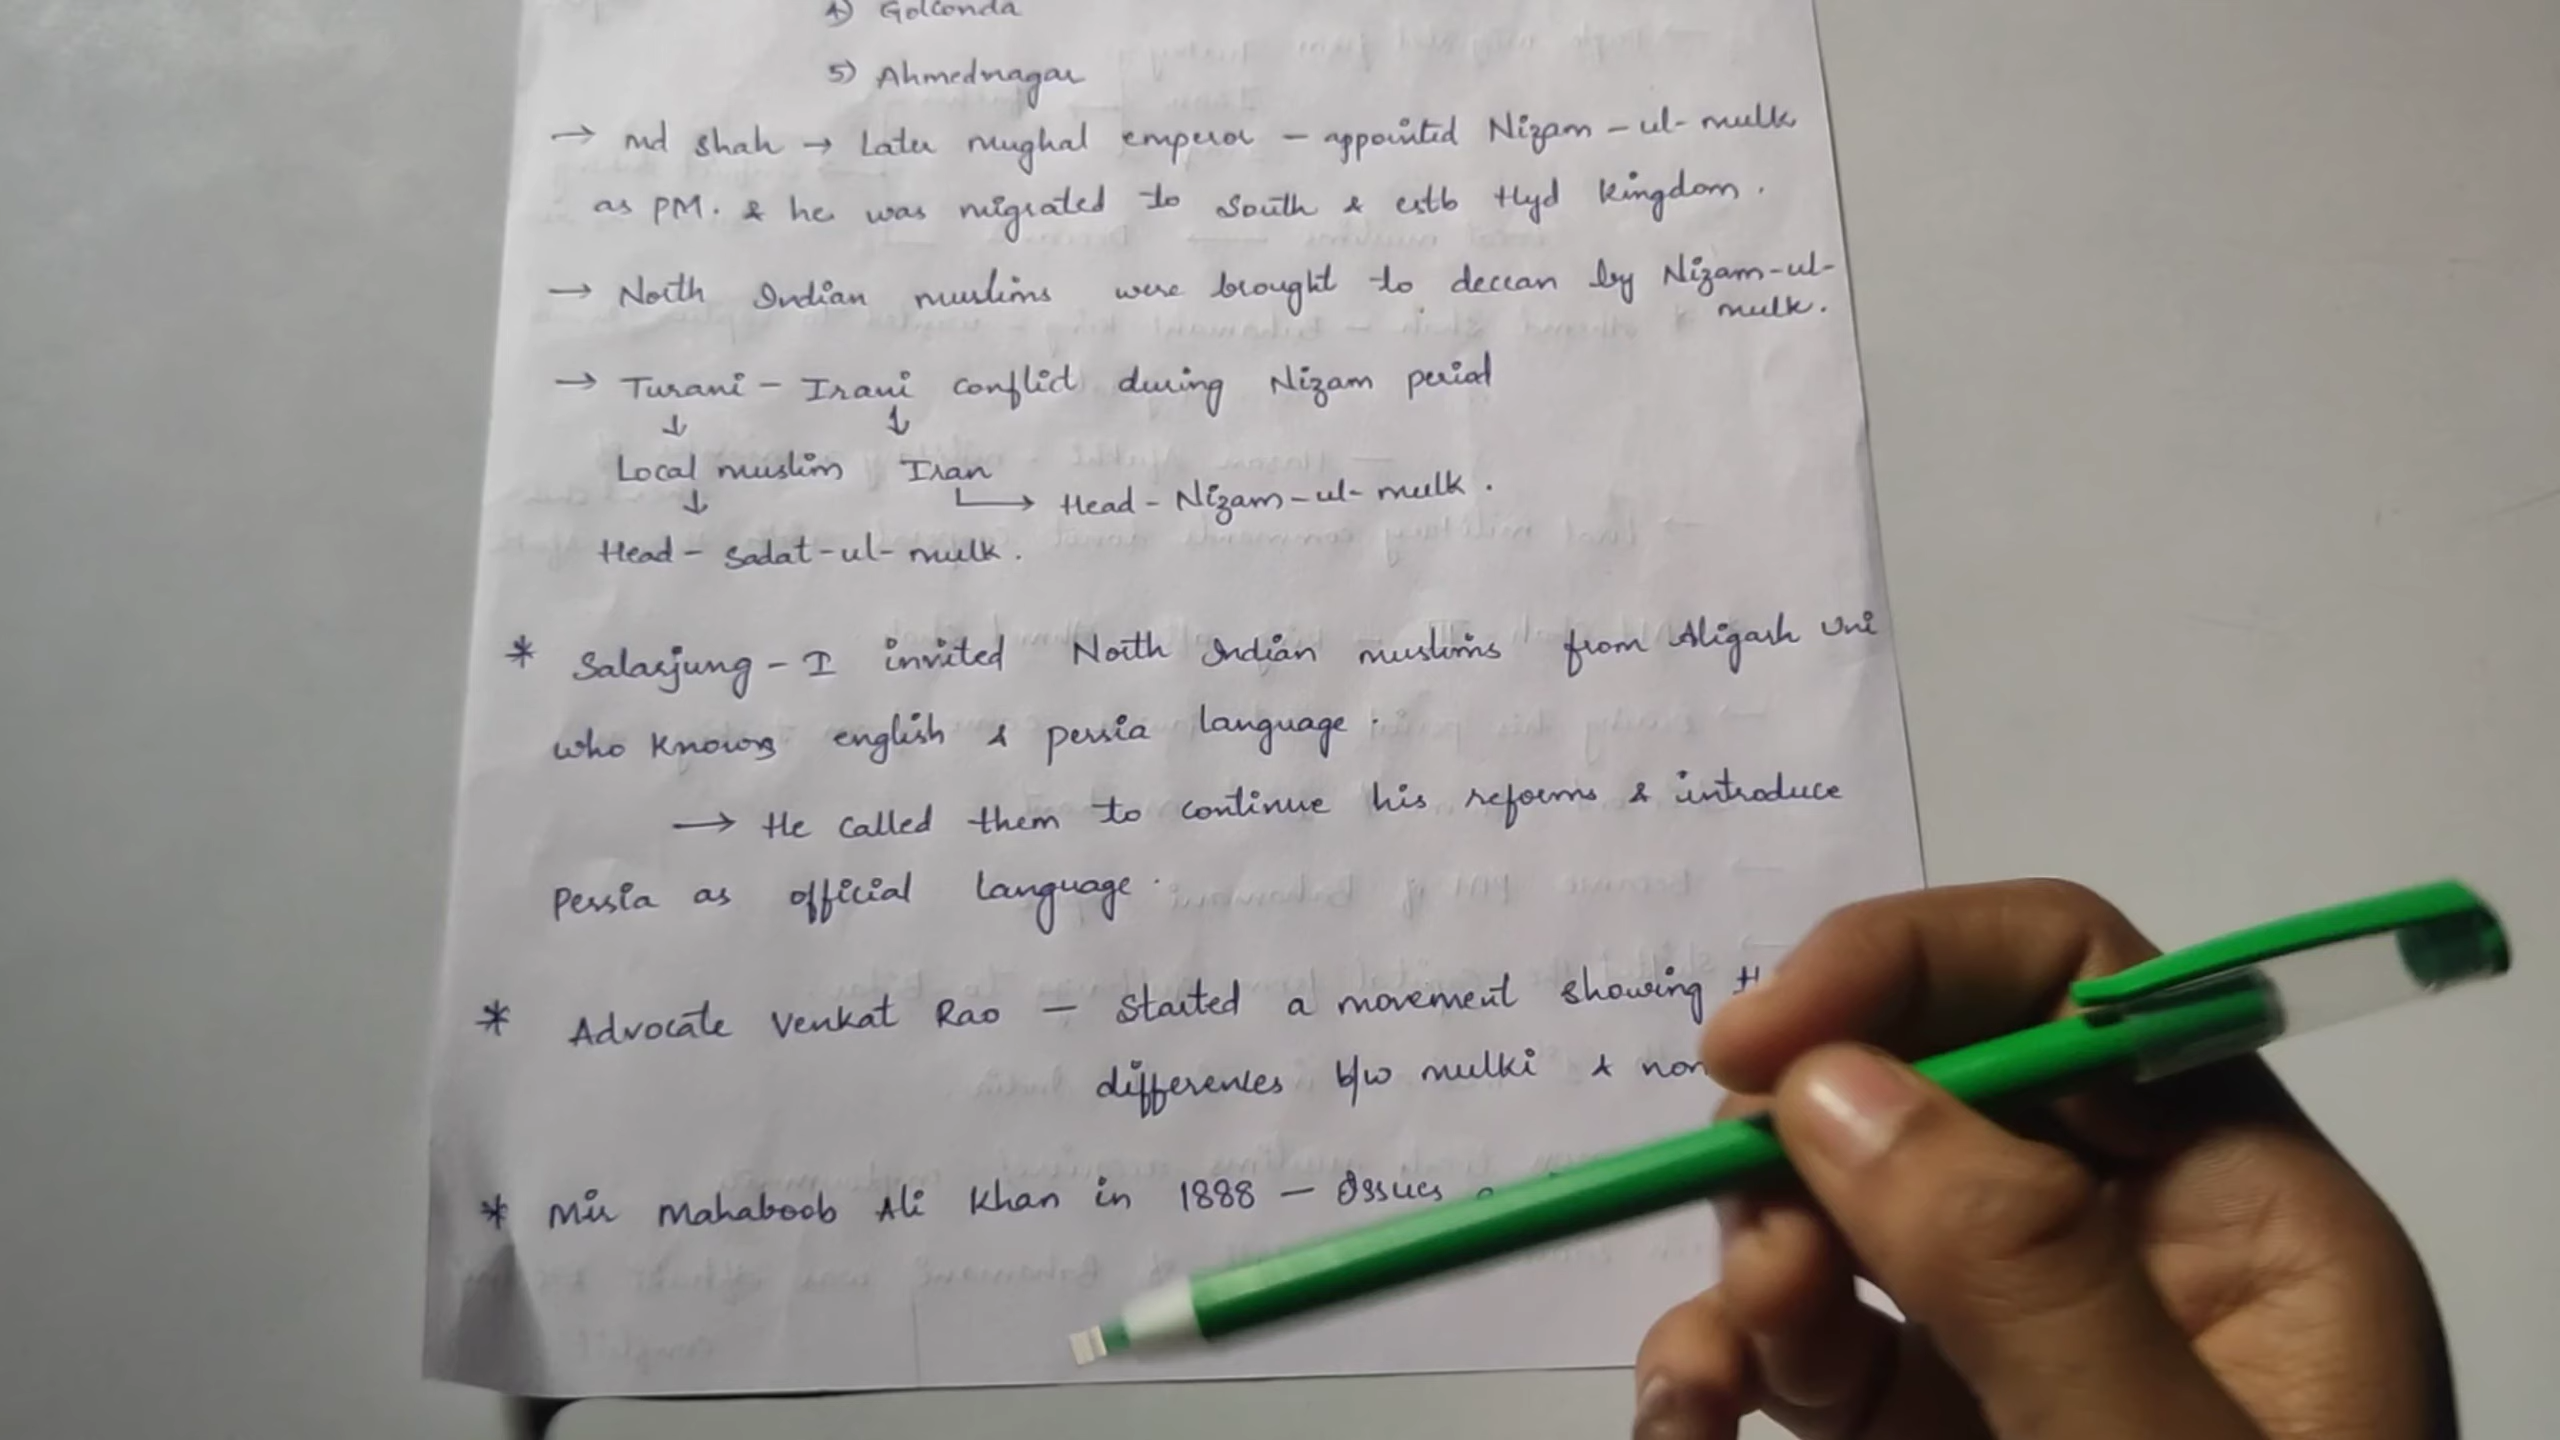 4) Golconda
5) Ahmednagar
→ md shah → Later mughal emperor - appointed Nizam-ul-mulk
as PM. & he was migrated to south & estb Hyd kingdom.
→ North Indian muslims were brought to deccan by Nizam-ul-
mulk.
→ Turani - Irani conflict during Nizam period
↓ ↓
Local muslim Iran
↓ → Head - Nizam-ul-mulk.
Head - Sadat-ul-mulk.
* Salarjung - I invited North Indian muslims from Aligarh Uni
who knows english & persia language.
→ He called them to continue his reforms & introduce
Persia as official language.
* Advocate Venkat Rao - Started a movement showing
differences b/w mulki & non
* Mir Mahaboob Ali Khan in 1888 - Issues